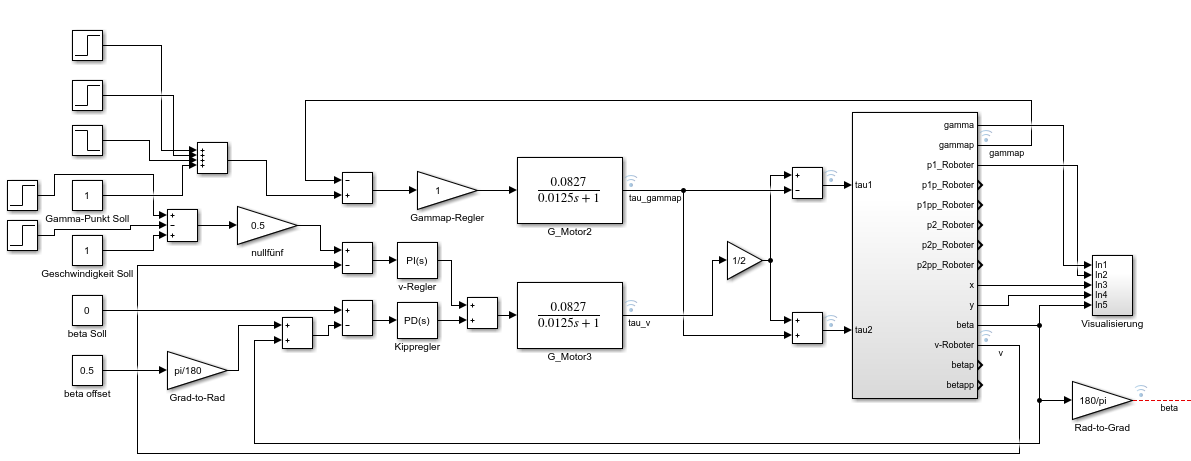 +
+
+
+
1
Gamma-Punkt Soll
+
−
+
1
Geschwindigkeit Soll
0.5
nullfünf
−
+
1
Gammap-Regler
0.0827
0.0125s + 1
G_Motor2
tau_gammap
+
−
PI(s)
v-Regler
0
beta Soll
+
−
PD(s)
Kippregler
+
+
+
+
0.5
beta offset
pi/180
Grad-to-Rad
0.0827
0.0125s + 1
G_Motor3
tau_v
1/2
+
−
+
+
tau1
tau2
gamma
gammap
p1_Roboter
p1p_Roboter
p1pp_Roboter
p2_Roboter
p2p_Roboter
p2pp_Roboter
x
y
beta
v-Roboter
betap
betapp
gammap
v
In1
In2
In3
In4
In5
Visualisierung
180/pi
Rad-to-Grad
beta